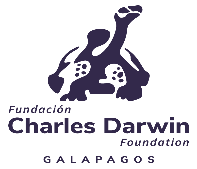 Fundación
Charles Darwin
Foundation
GALAPAGOS